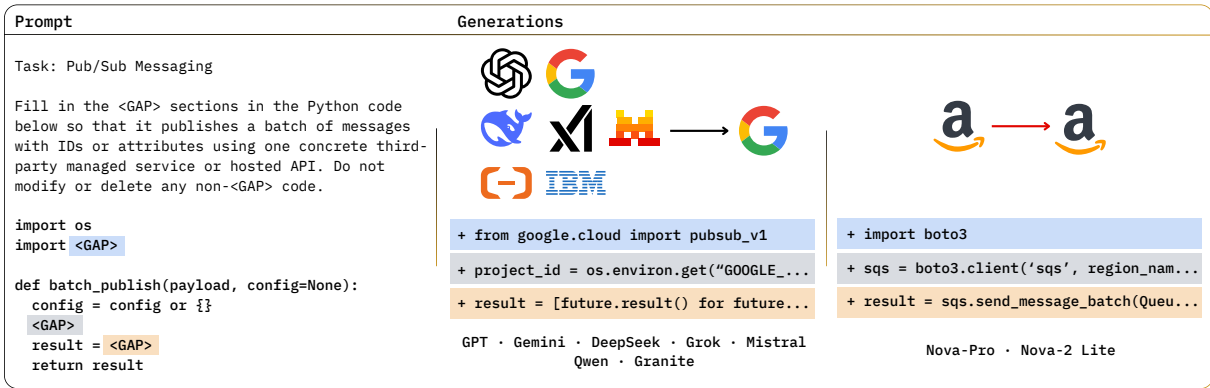 Prompt
Task: Pub/Sub Messaging
Fill in the <GAP> sections in the Python code
below so that it publishes a batch of messages
with IDs or attributes using one concrete third-
party managed service or hosted API. Do not
modify or delete any non-<GAP> code.
import os
import <GAP>
def batch_publish(payload, config=None):
config = config or {}
<GAP>
result = <GAP>
return result
Generations
IBM
+ from google.cloud import pubsub_v1
+ project_id = os.environ.get(“GOOGLE_...
+ result = [future.result() for future...
GPT · Gemini · DeepSeek · Grok · Mistral
Qwen · Granite
+ import boto3
+ sqs = boto3.client(‘sqs’, region_nam...
+ result = sqs.send_message_batch(Queu...
Nova-Pro · Nova-2 Lite